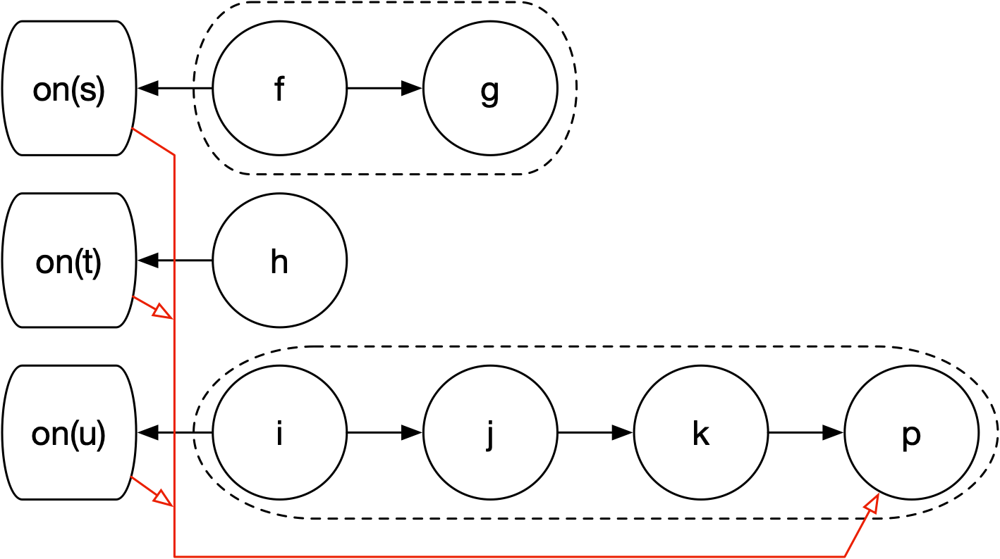 on(s) f g
on(t) h
on(u) i j k p